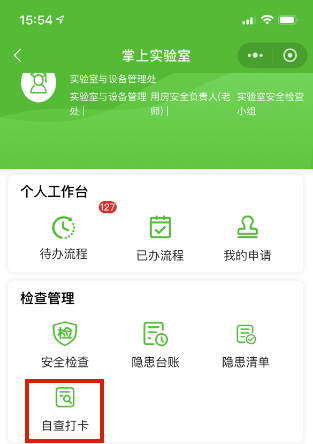 15:54
掌上实验室
实验室与设备管理处
实验室与设备管理 用房安全负责人(老 实验室安全检查
处 | 师) | 小组
个人工作台
127
待办流程 已办流程 我的申请
检查管理
检
安全检查 隐患台账 隐患清单
自查打卡